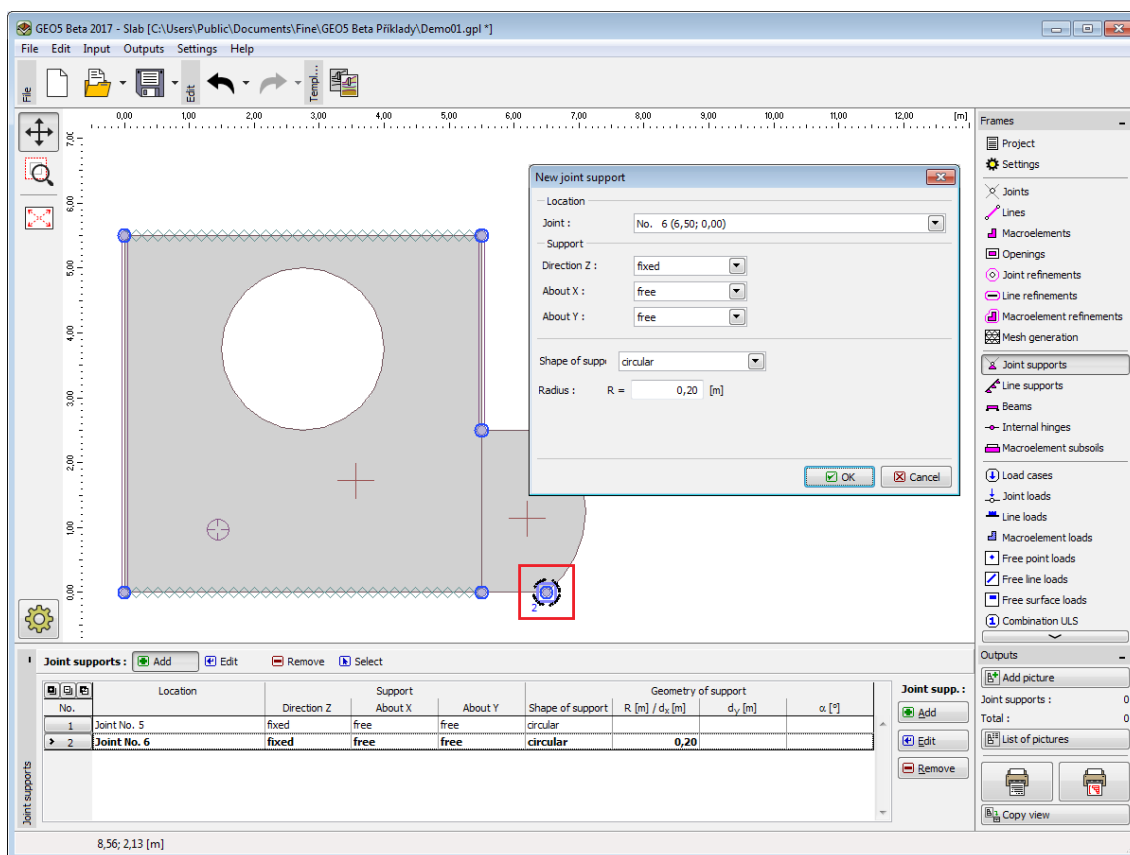 GEO5 Beta 2017 - Slab [C:\Users\Public\Documents\Fine\GEO5 Beta Příklady\Demo01.gpl *]
File Edit Input Outputs Settings Help
File
Edit
Templ...
0,00 1,00 2,00 3,00 4,00 5,00 6,00 7,00 8,00 9,00 10,00 11,00 12,00 [m]
7,00
6,00
5,00
4,00
3,00
2,00
1,00
0,00
2
New joint support
Location
Joint : No. 6 (6,50; 0,00)
Support
Direction Z : fixed
About X : free
About Y : free
Shape of suppo circular
Radius : R = 0,20 [m]
OK Cancel
Frames
Project
Settings
Joints
Lines
Macroelements
Openings
Joint refinements
Line refinements
Macroelement refinements
Mesh generation
Joint supports
Line supports
Beams
Internal hinges
Macroelement subsoils
Load cases
Joint loads
Line loads
Macroelement loads
Free point loads
Free line loads
Free surface loads
Combination ULS
Outputs
Add picture
Joint supports : 0
Total : 0
List of pictures
Copy view
Joint supports
Joint supports : Add Edit Remove Select
Location Support Geometry of support
No. Direction Z About X About Y Shape of support R [m] / dx [m] dy [m] α [°]
1 Joint No. 5 fixed free free circular
> 2 Joint No. 6 fixed free free circular 0,20
Joint supp. :
Add
Edit
Remove
8,56; 2,13 [m]